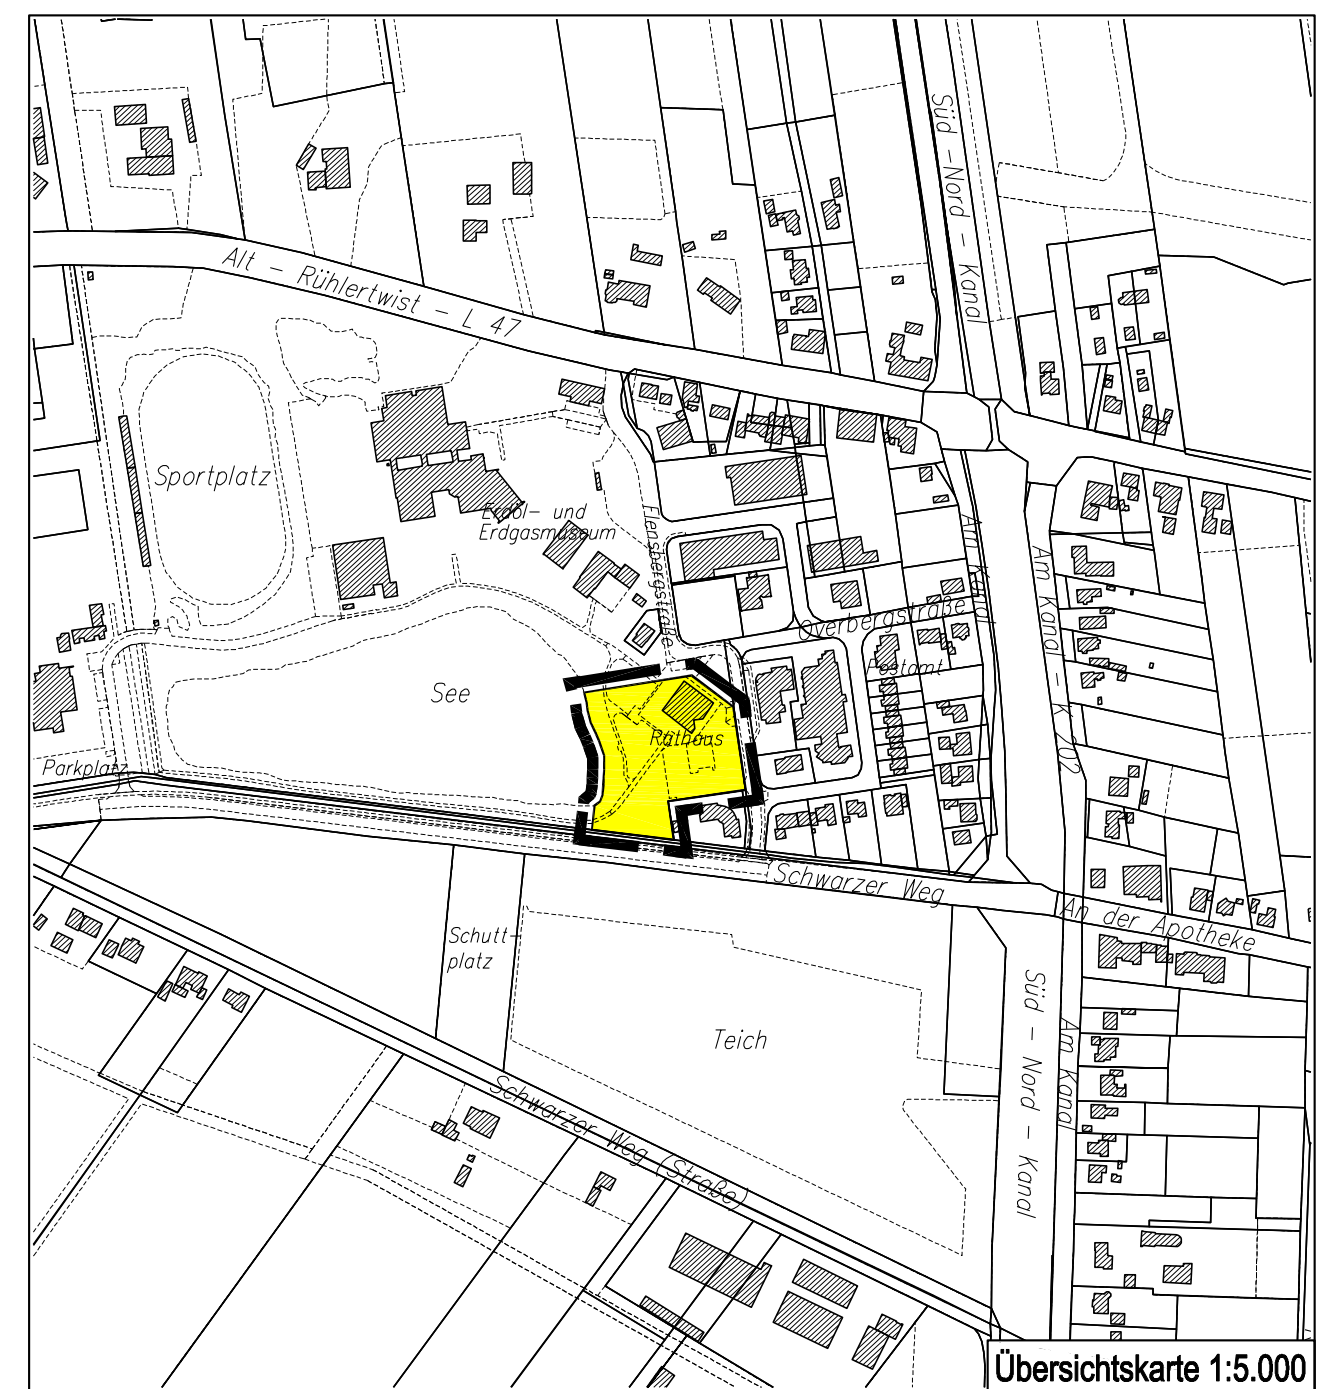 Süd - Nord - Kanal
Alt - Rühlertwist - L 47
Sportplatz
Erdöl- und
Erdgasmuseum
Flensbergstraße
Am Kanal
Am Kanal - K 202
Overbergstraße
Postamt
See
Rathaus
Parkplatz
Schwarzer Weg
An der Apotheke
Schutt-
platz
Teich
Süd - Nord - Kanal
Am Kanal
Schwarzer Weg (Straße)
Übersichtskarte 1:5.000